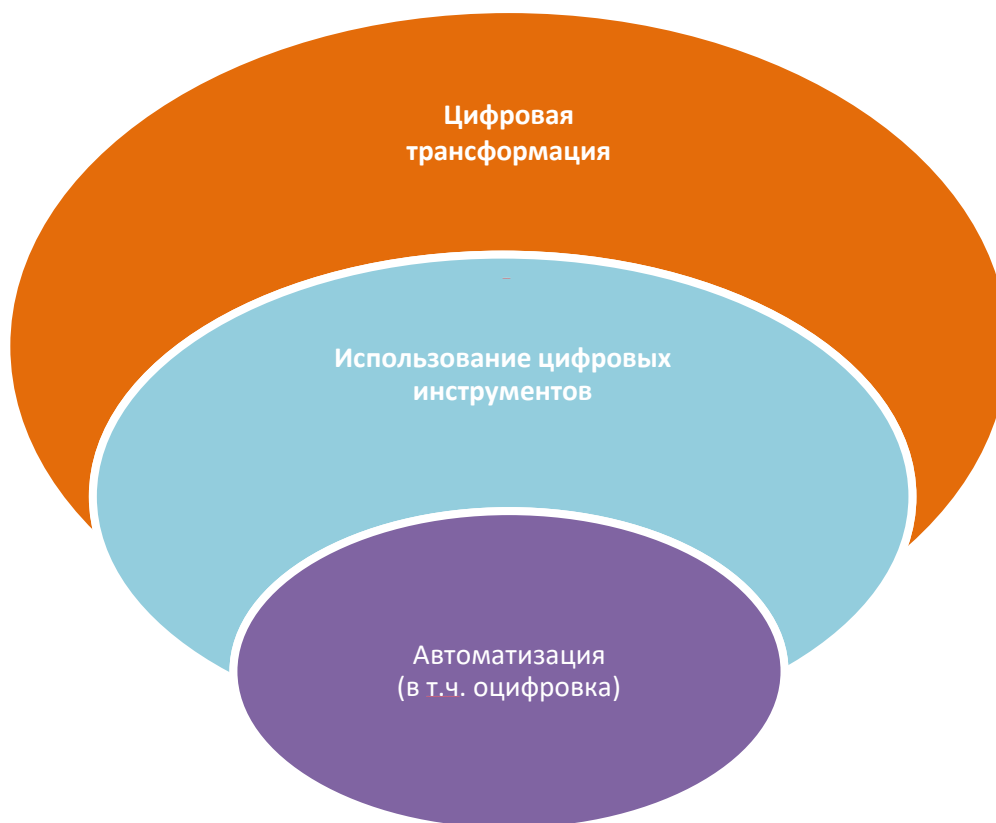 Цифровая
трансформация
Использование цифровых
инструментов
Автоматизация
(в т.ч. оцифровка)